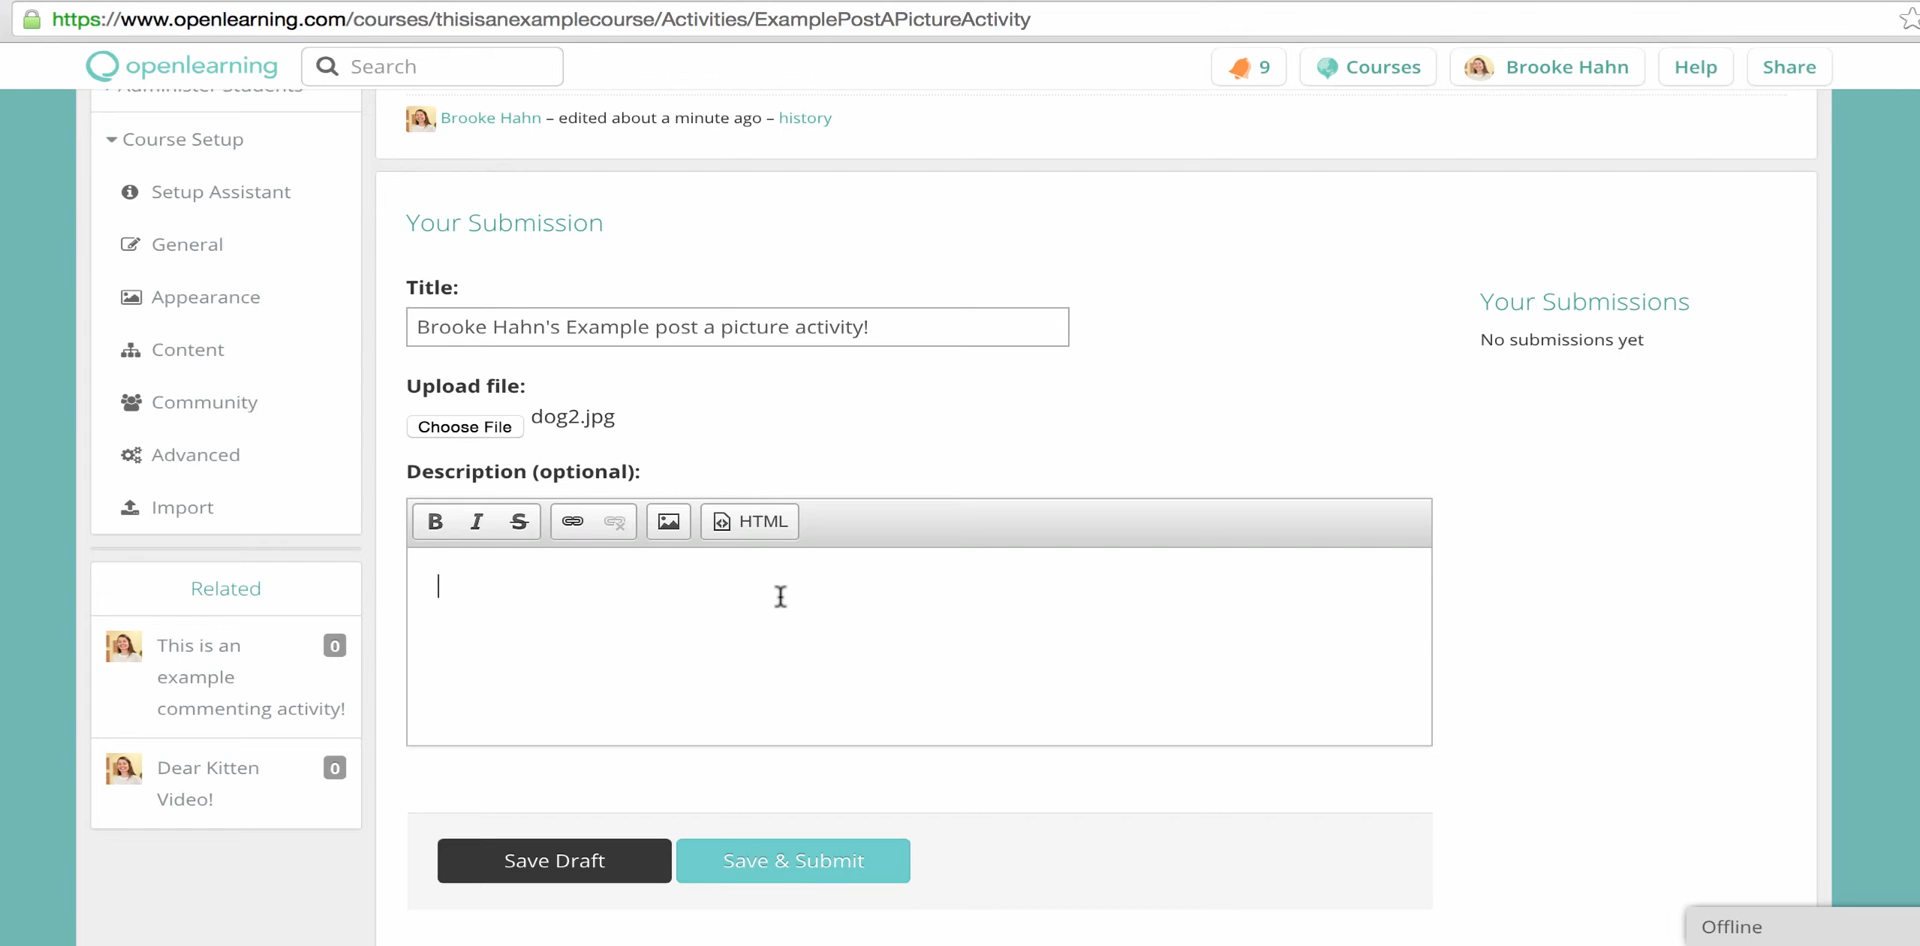 https://www.openlearning.com/courses/thisisanexamplecourse/Activities/ExamplePostAPictureActivity
openlearning
Search
9
Courses
Brooke Hahn
Help
Share
Administer Students
Course Setup
Setup Assistant
General
Appearance
Content
Community
Advanced
Import
Related
This is an
example
commenting activity!
0
Dear Kitten
Video!
0
Brooke Hahn – edited about a minute ago – history
Your Submission
Title:
Brooke Hahn's Example post a picture activity!
Upload file:
Choose File dog2.jpg
Description (optional):
B I S HTML
Save Draft
Save & Submit
Your Submissions
No submissions yet
Offline